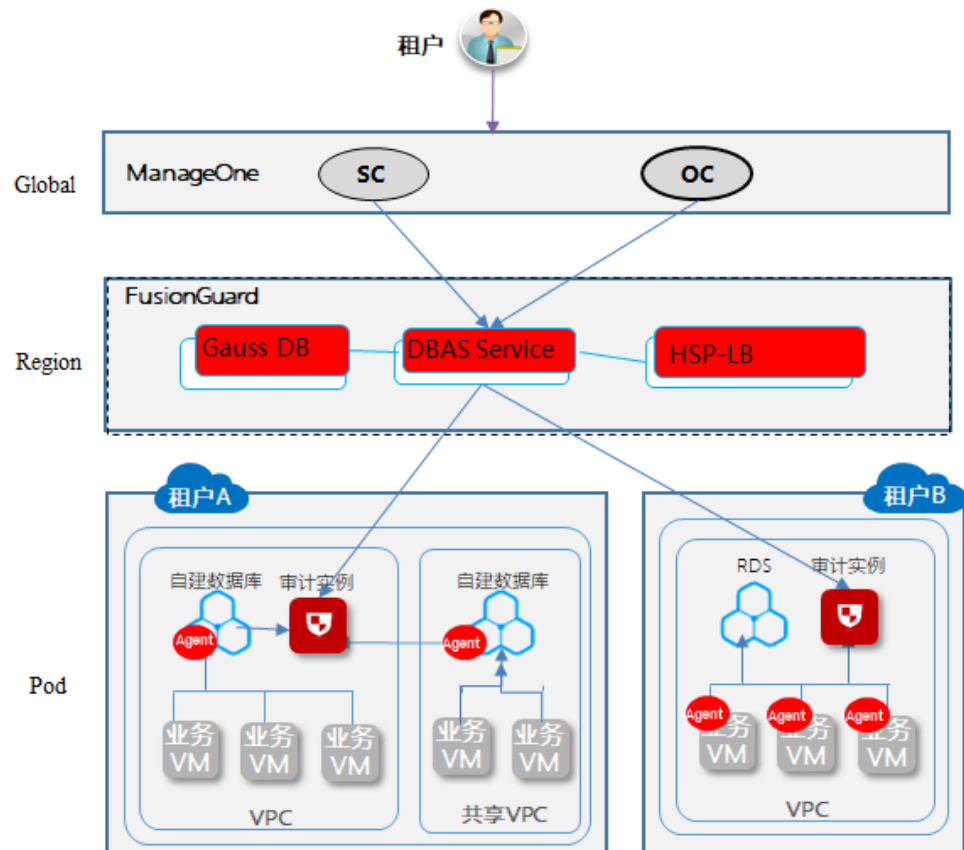 租户
Global
ManageOne
SC
OC
FusionGuard
Region
Gauss DB
DBAS Service
HSP-LB
租户A
租户B
自建数据库
审计实例
自建数据库
RDS
审计实例
Agent
Agent
Pod
Agent
Agent
Agent
业务
VM
业务
VM
业务
VM
业务
VM
业务
VM
业务
VM
业务
VM
业务
VM
VPC
共享VPC
VPC